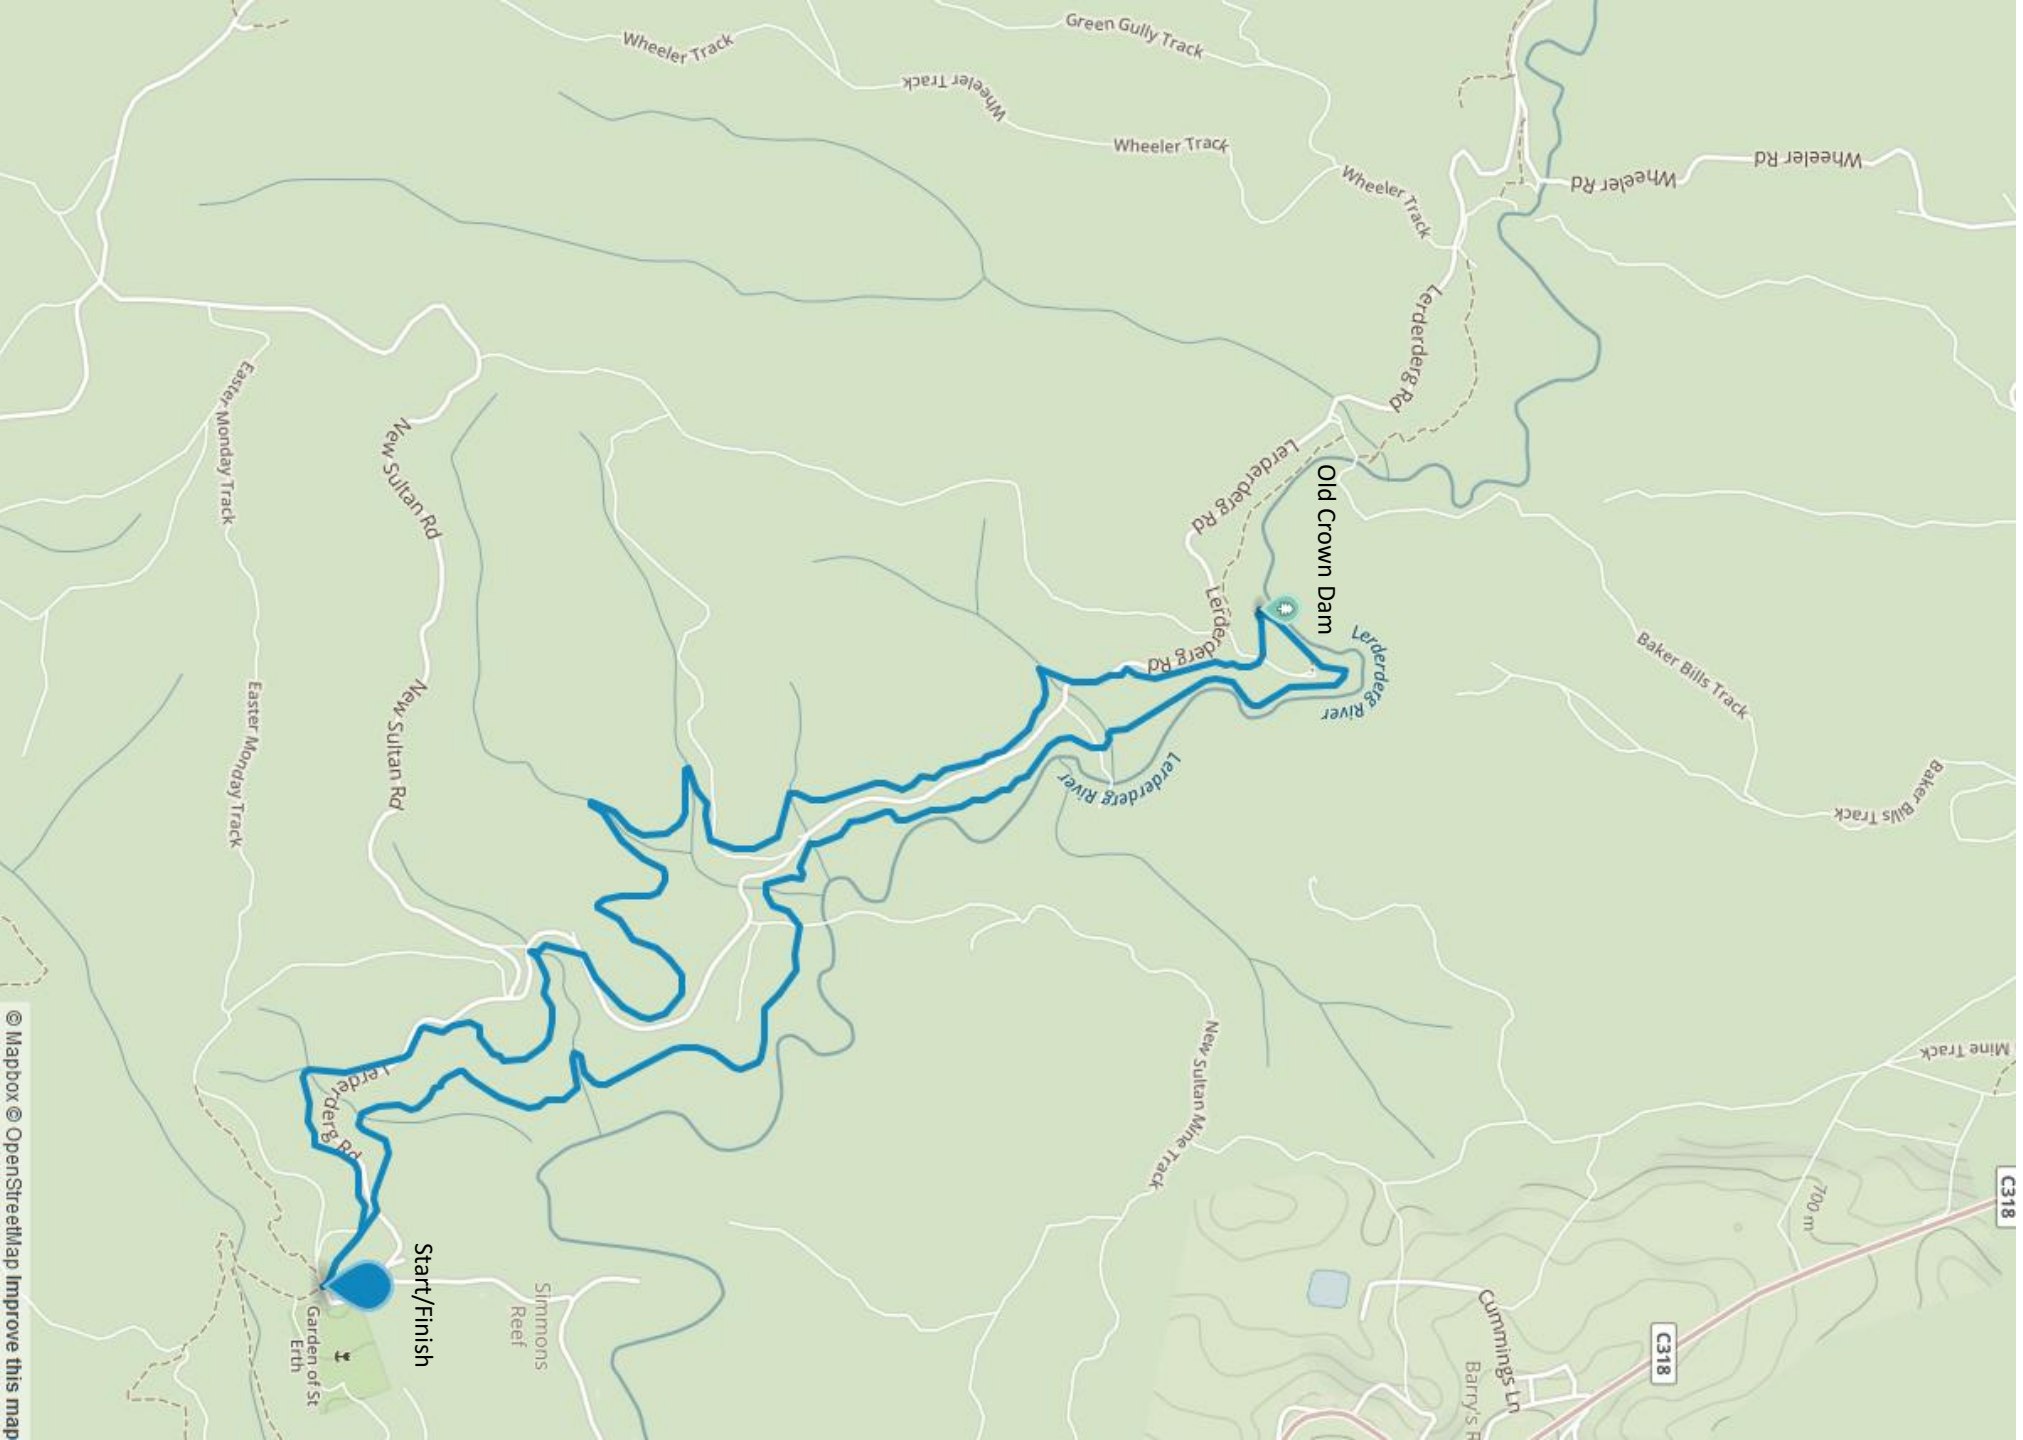 Wheeler Track
Green Gully Track
Wheeler Track
Wheeler Track
Wheeler Track
Wheeler Rd
Wheeler Rd
Lerderderg Rd
Lerderderg Rd
Old Crown Dam
Lerderderg Rd
Lerderderg River
Lerderderg River
Baker Bills Track
Baker Bills Track
Easter Monday Track
New Sultan Rd
New Sultan Rd
Easter Monday Track
Mine Track
New Sultan Mine Track
Lerderderg Rd
Start/Finish
Simmons
Reef
Garden of St
Erth
700 m
C318
C318
Cummings Ln
Barry's R
© Mapbox © OpenStreetMap Improve this map